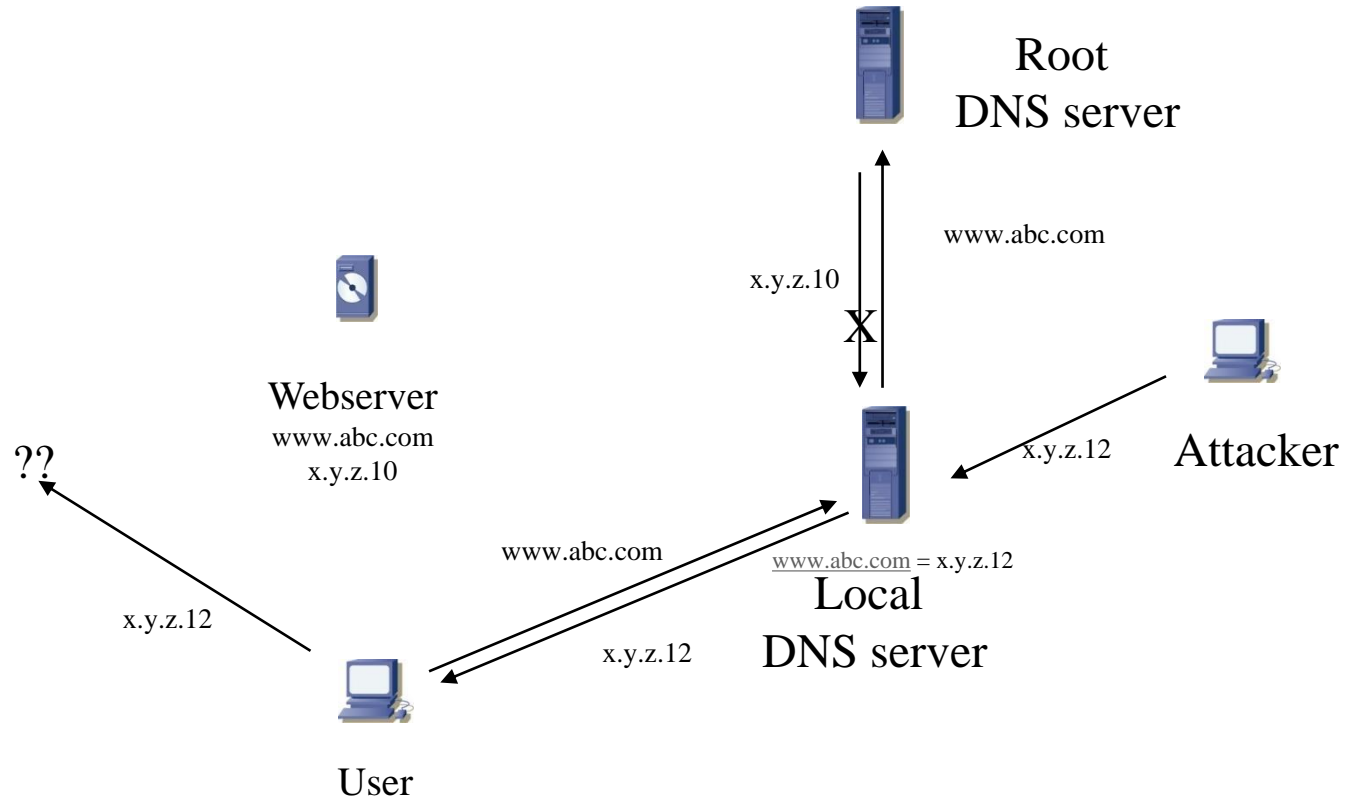 Root
DNS server
www.abc.com
x.y.z.10
X
Webserver
www.abc.com
x.y.z.10
??
x.y.z.12
Attacker
www.abc.com
www.abc.com = x.y.z.12
Local
DNS server
x.y.z.12
x.y.z.12
User